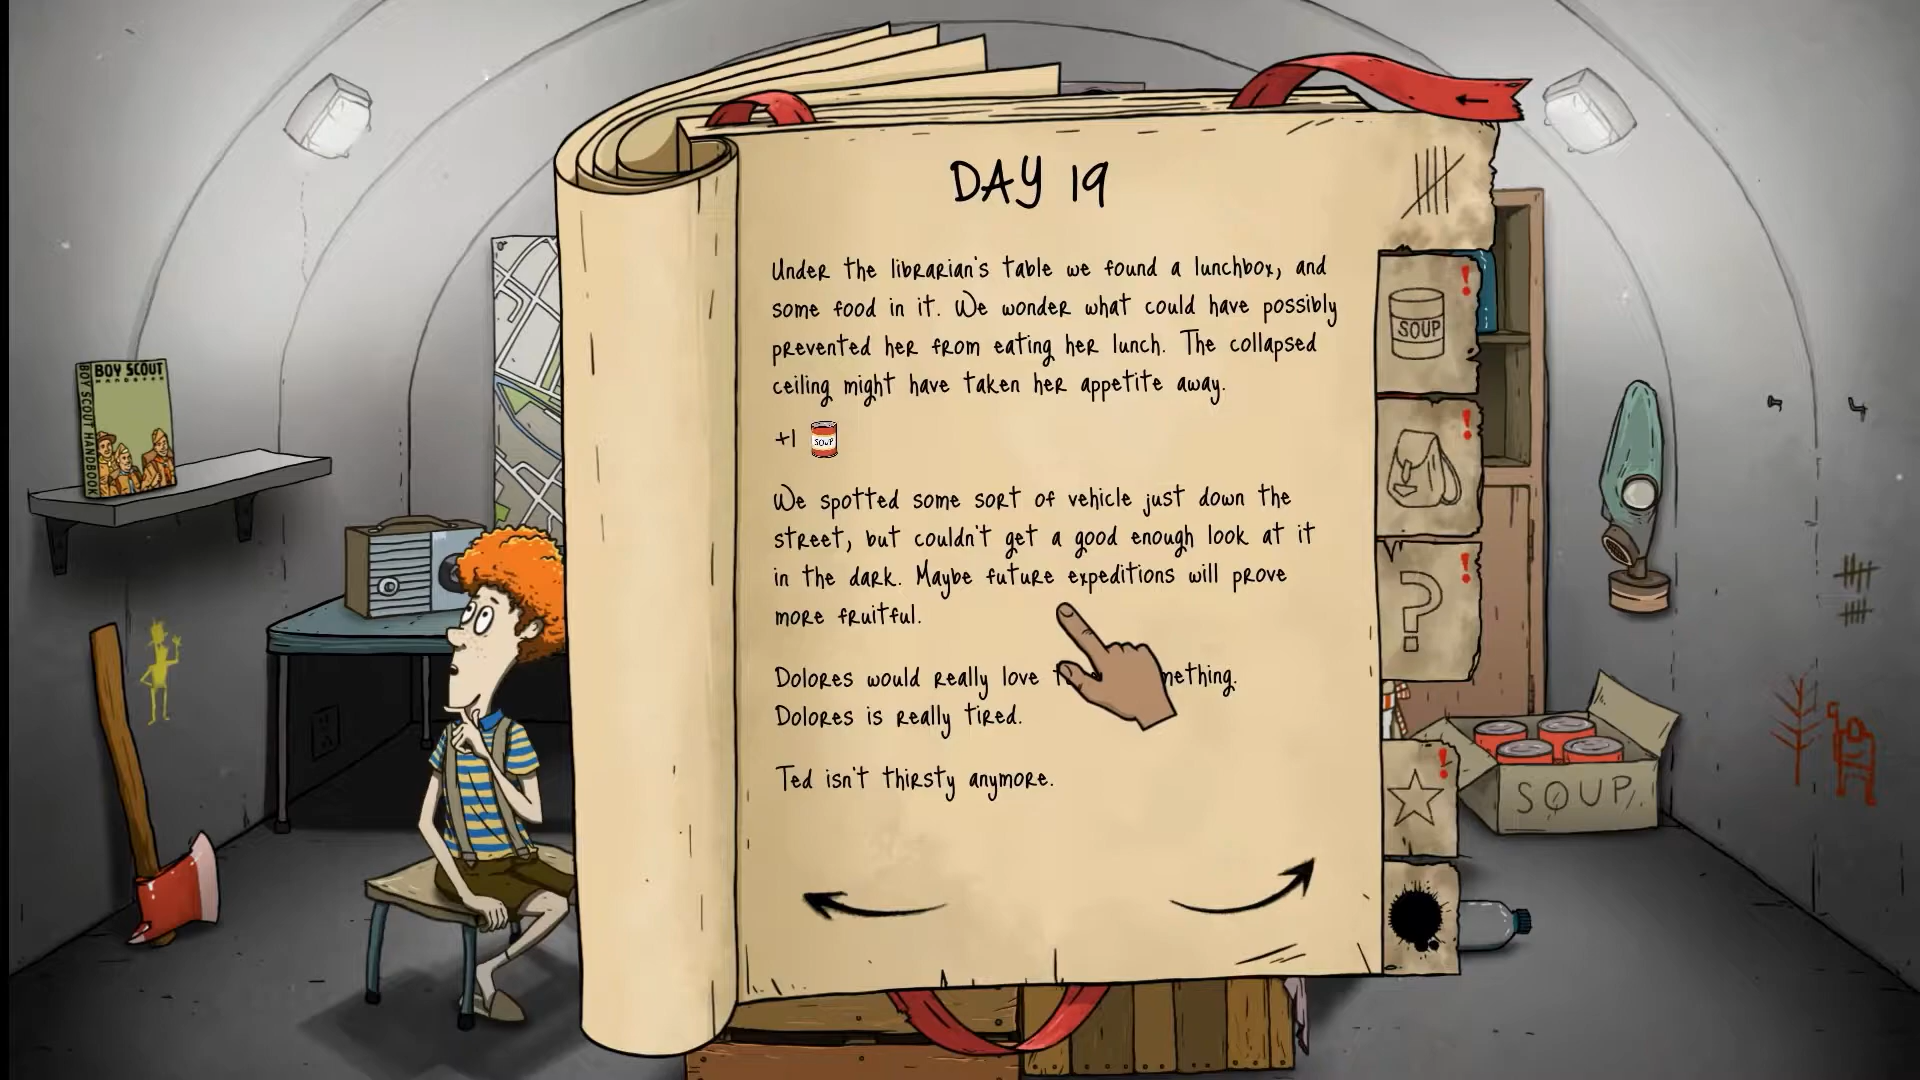 DAY 19
Under the librarian's table we found a lunchbox, and
some food in it. We wonder what could have possibly
prevented her from eating her lunch. The collapsed
ceiling might have taken her appetite away.
+1 SOUP
We spotted some sort of vehicle just down the
street, but couldn't get a good enough look at it
in the dark. Maybe future expeditions will prove
more fruitful.
Dolores would really love
Dolores is really tired.
Ted isn't thirsty anymore.
BOY SCOUT
HANDBOOK
BOY SCOUT HANDBOOK
!
SOUP
!
!
?
!
SOUP